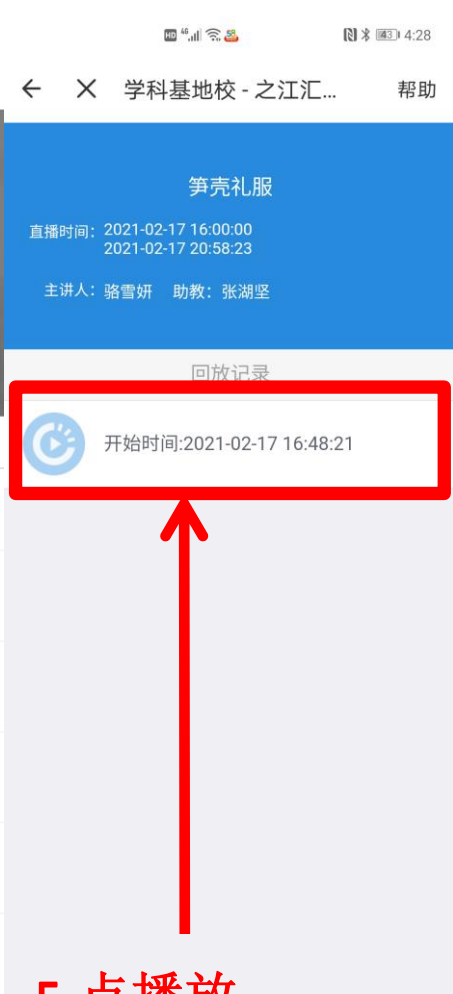 HD 46 43 4:28
学科基地校 - 之江汇... 帮助
笋壳礼服
直播时间：2021-02-17 16:00:00
2021-02-17 20:58:23
主讲人：骆雪妍 助教：张湖坚
回放记录
开始时间:2021-02-17 16:48:21
5.点播放